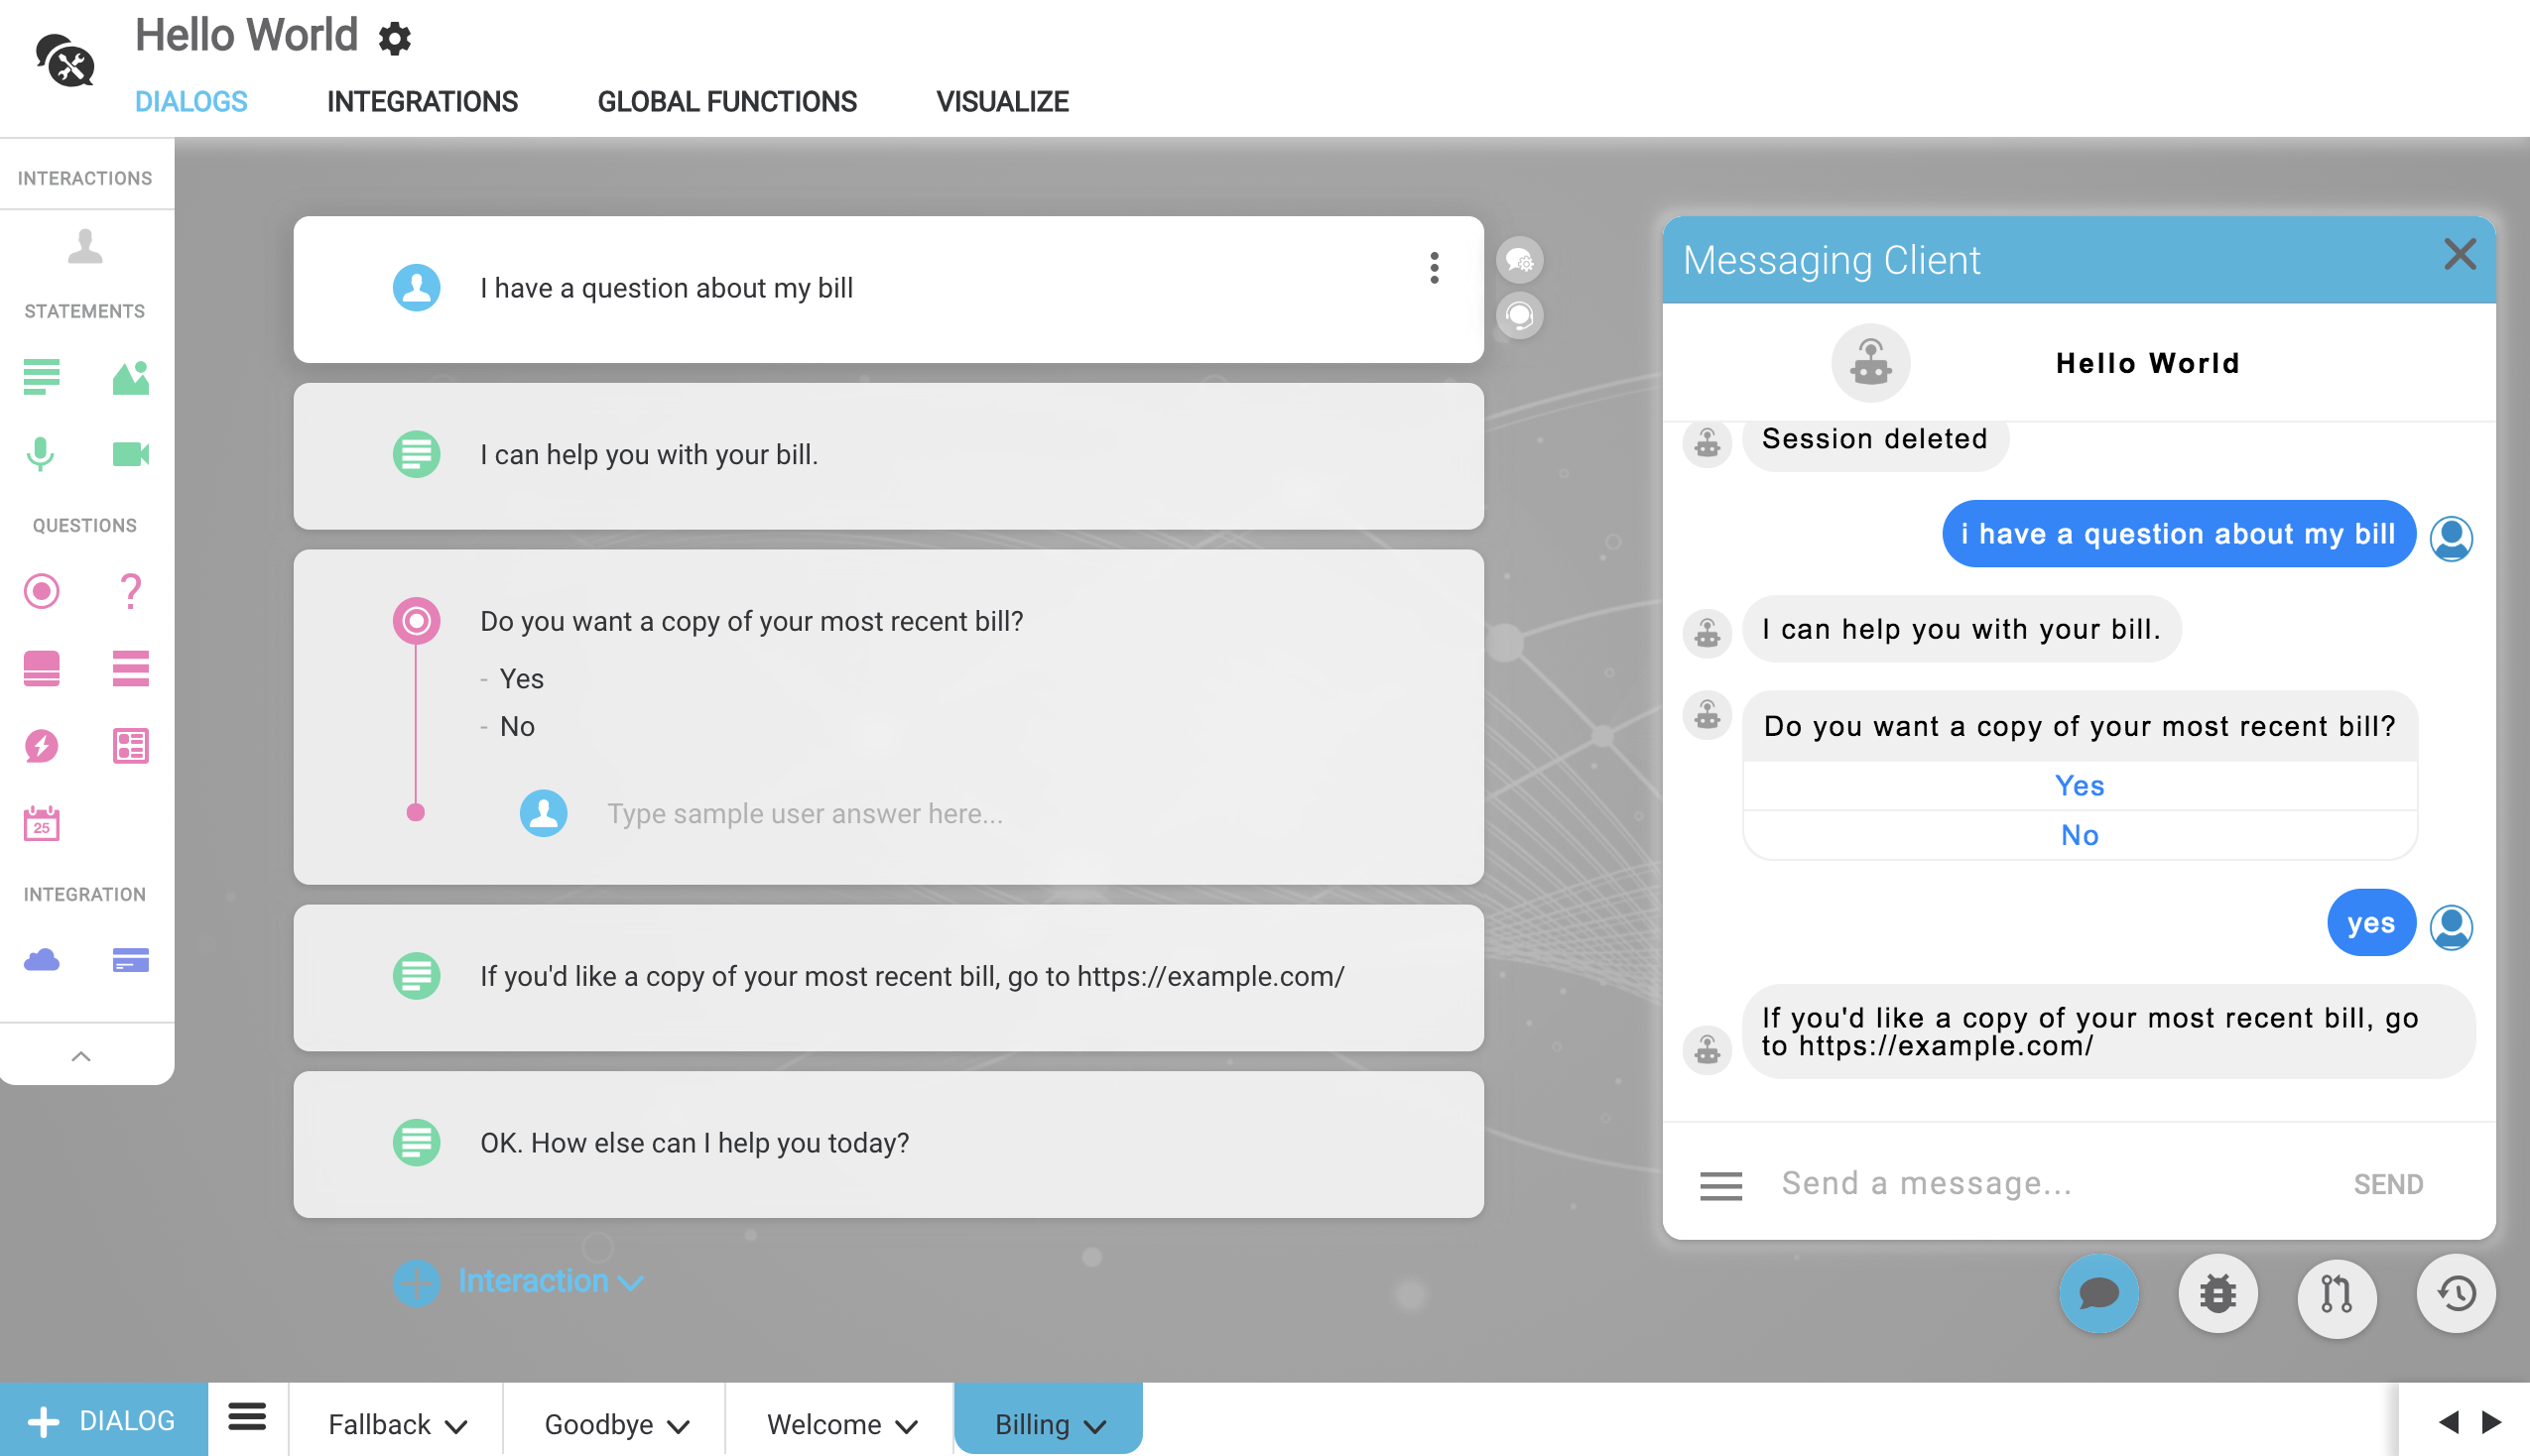 Hello World
DIALOGS
INTEGRATIONS
GLOBAL FUNCTIONS
VISUALIZE
INTERACTIONS
STATEMENTS
QUESTIONS
25
INTEGRATION
I have a question about my bill
I can help you with your bill.
Do you want a copy of your most recent bill?
- Yes
- No
Type sample user answer here...
If you'd like a copy of your most recent bill, go to https://example.com/
OK. How else can I help you today?
Interaction
Messaging Client
Hello World
Session deleted
i have a question about my bill
I can help you with your bill.
Do you want a copy of your most recent bill?
Yes
No
yes
If you'd like a copy of your most recent bill, go
to https://example.com/
Send a message...
SEND
DIALOG
Fallback
Goodbye
Welcome
Billing